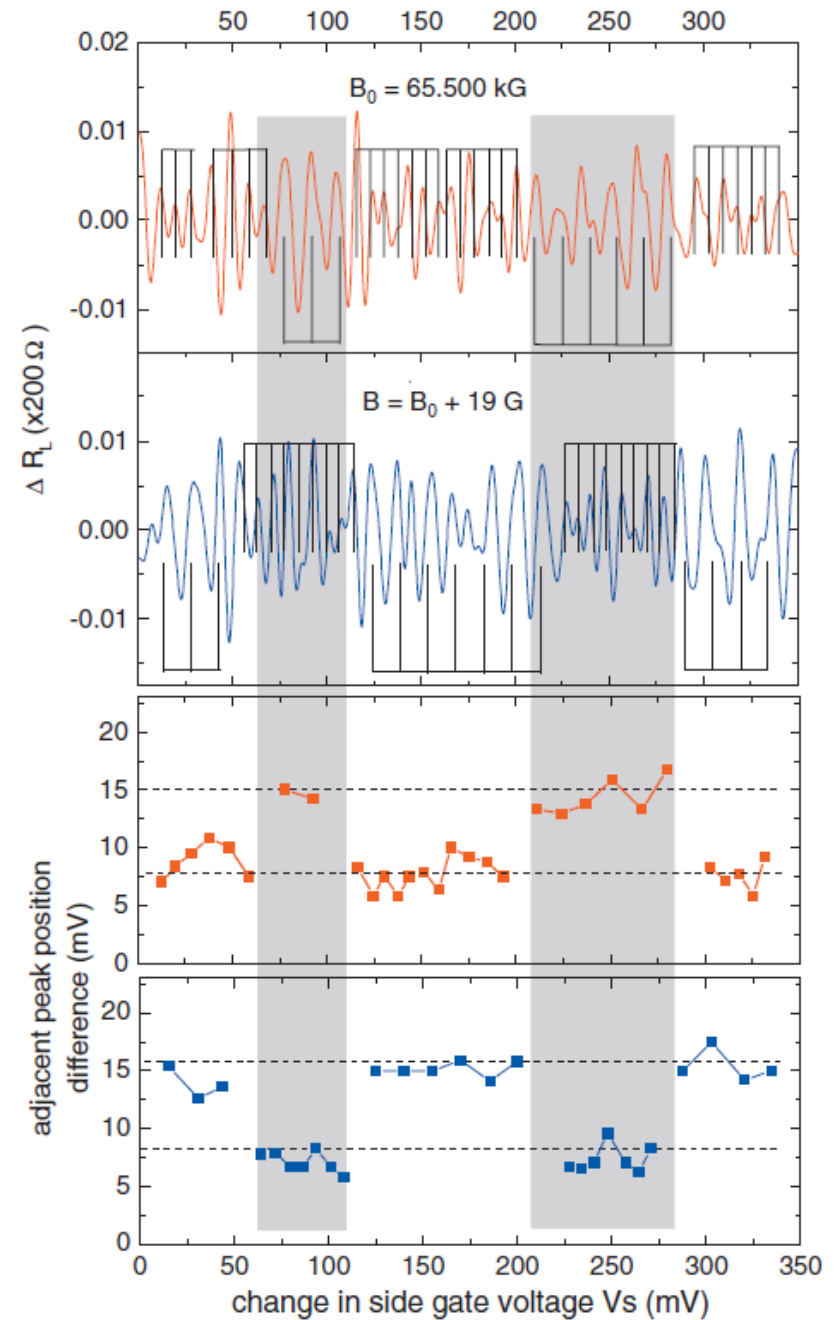 50 100 150 200 250 300
0.02
B₀ = 65.500 kG
0.01
0.00
-0.01
Δ R_L (x200 Ω)
B = B₀ + 19 G
0.01
0.00
-0.01
20
15
10
5
0
adjacent peak position
difference (mV)
20
15
10
5
0
0 50 100 150 200 250 300 350
change in side gate voltage Vs (mV)